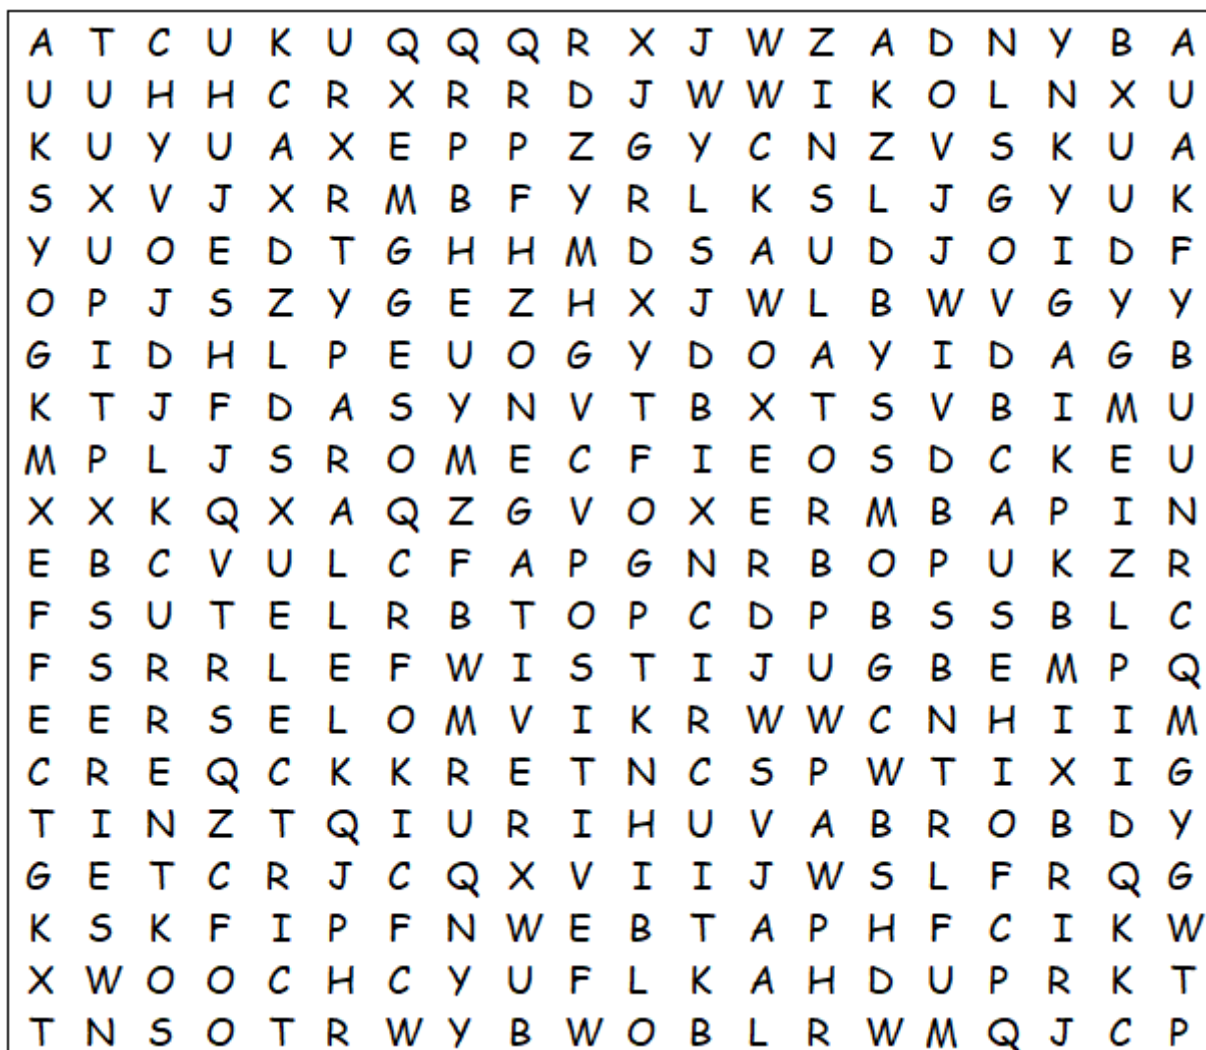 A T C U K U Q Q Q R X J W Z A D N Y B A
U U H H C R X R R D J W W I K O L N X U
K U Y U A X E P P Z G Y C N Z V S K U A
S X V J X R M B F Y R L K S L J G Y U K
Y U O E D T G H H M D S A U D J O I D F
O P J S Z Y G E Z H X J W L B W V G Y Y
G I D H L P E U O G Y D O A Y I D A G B
K T J F D A S Y N V T B X T S V B I M U
M P L J S R O M E C F I E O S D C K E U
X X K Q X A Q Z G V O X E R M B A P I N
E B C V U L C F A P G N R B O P U K Z R
F S U T E L R B T O P C D P B S S B L C
F S R R L E F W I S T I J U G B E M P Q
E E R S E L O M V I K R W W C N H I I M
C R E Q C K K R E T N C S P W T I X I G
T I N Z T Q I U R I H U V A B R O B D Y
G E T C R J C Q X V I I J W S L F R Q G
K S K F I P F N W E B T A P H F C I K W
X W O O C H C Y U F L K A H D U P R K T
T N S O T R W Y B W O B L R W M Q J C P